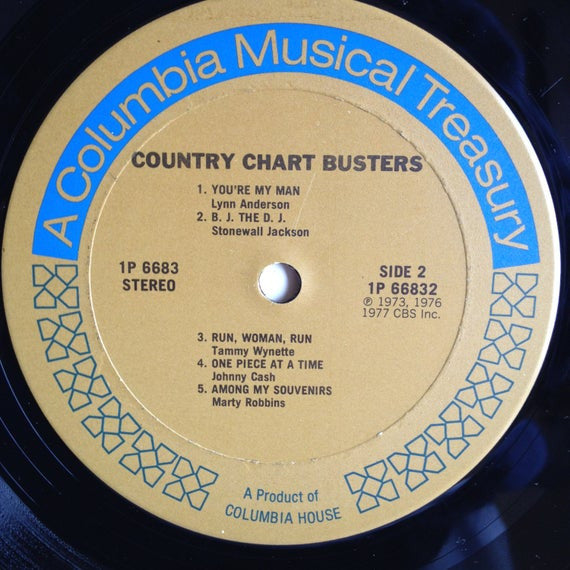 A Columbia Musical Treasury
COUNTRY CHART BUSTERS
1. YOU'RE MY MAN
Lynn Anderson
2. B. J. THE D. J.
Stonewall Jackson
1P 6683
STEREO
SIDE 2
1P 66832
℗ 1973, 1976
1977 CBS Inc.
3. RUN, WOMAN, RUN
Tammy Wynette
4. ONE PIECE AT A TIME
Johnny Cash
5. AMONG MY SOUVENIRS
Marty Robbins
A Product of
COLUMBIA HOUSE